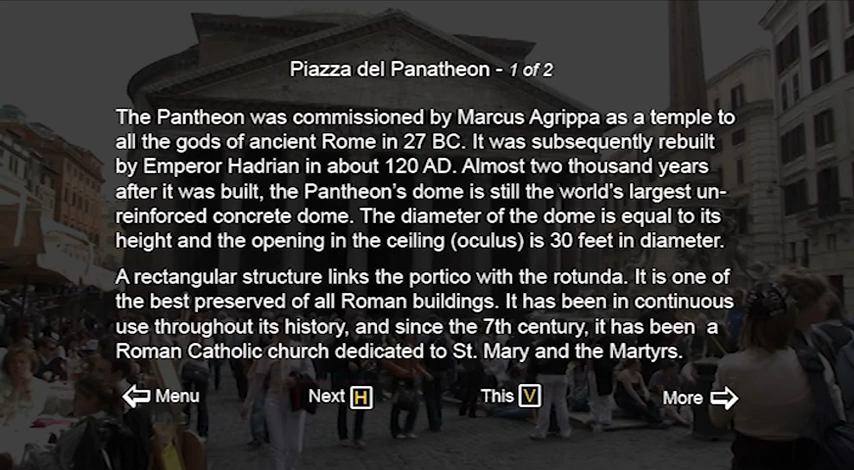 Piazza del Panatheon - 1 of 2
The Pantheon was commissioned by Marcus Agrippa as a temple to
all the gods of ancient Rome in 27 BC. It was subsequently rebuilt
by Emperor Hadrian in about 120 AD. Almost two thousand years
after it was built, the Pantheon's dome is still the world's largest un-
reinforced concrete dome. The diameter of the dome is equal to its
height and the opening in the ceiling (oculus) is 30 feet in diameter.
A rectangular structure links the portico with the rotunda. It is one of
the best preserved of all Roman buildings. It has been in continuous
use throughout its history, and since the 7th century, it has been a
Roman Catholic church dedicated to St. Mary and the Martyrs.
Menu Next H This V More